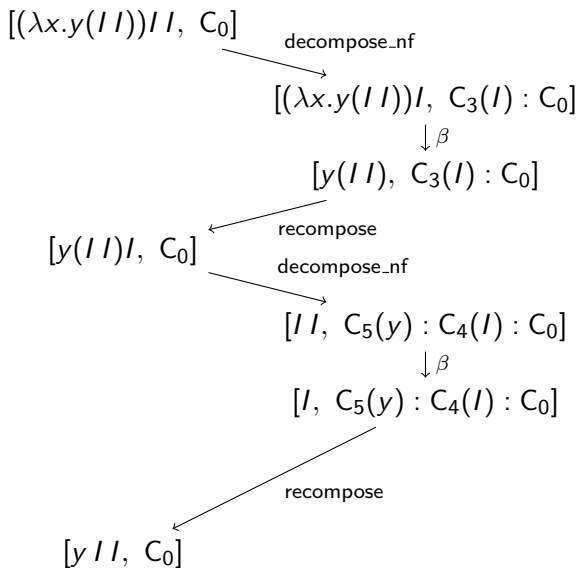 [(λx.y(I I))I I, C₀]
decompose_nf
[(λx.y(I I))I, C₃(I) : C₀]
β
[y(I I), C₃(I) : C₀]
recompose
[y(I I)I, C₀]
decompose_nf
[I I, C₅(y) : C₄(I) : C₀]
β
[I, C₅(y) : C₄(I) : C₀]
recompose
[y I I, C₀]